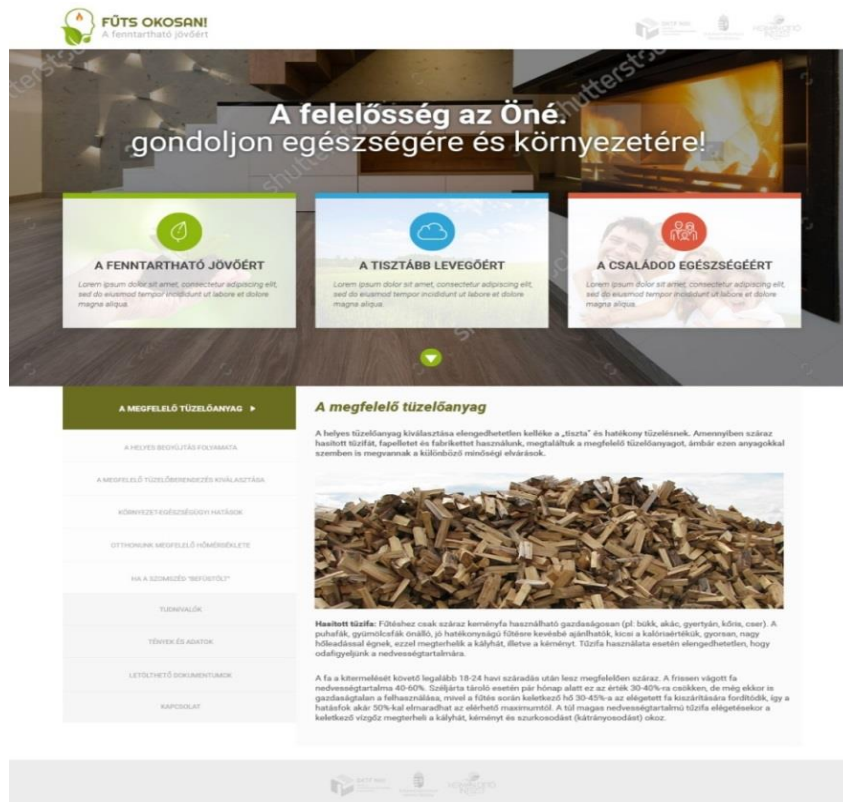 FŰTS OKOSAN!
A fenntartható jövőért
A felelősség az Öné.
gondoljon egészségére és környezetére!
A FENNTARTHATÓ JÖVŐÉRT
Lorem ipsum dolor sit amet, consectetur adipiscing elit,
sed do eiusmod tempor incididunt ut labore et dolore
magna aliqua.
A TISZTÁBB LEVEGŐÉRT
Lorem ipsum dolor sit amet, consectetur adipiscing elit,
sed do eiusmod tempor incididunt ut labore et dolore
magna aliqua.
A CSALÁDOD EGÉSZSÉGÉÉRT
Lorem ipsum dolor sit amet, consectetur adipiscing elit,
sed do eiusmod tempor incididunt ut labore et dolore
magna aliqua.
shutterstock
A MEGFELELŐ TÜZELŐANYAG
A HELYES BEGYÚJTÁS FOLYAMATA
A MEGFELELŐ TÜZELŐBERENDEZÉS KIVÁLASZTÁSA
KÖRNYEZET-EGÉSZSÉGÜGYI HATÁSOK
OTTHONUNK MEGFELELŐ HŐMÉRSÉKLETE
HA A SZOMSZÉD "BEFÜSTÖLT"
TUDNIVALÓK
TÉNYEK ÉS ADATOK
LETÖLTHETŐ DOKUMENTUMOK
KAPCSOLAT
A megfelelő tüzelőanyag
A helyes tüzelőanyag kiválasztása elengedhetetlen kelléke a „tiszta" és hatékony tüzelésnek. Amennyiben száraz
hasított tűzifát, fapelletet és fabrikettet használunk, megtaláltuk a megfelelő tüzelőanyagot, ámbár ezen anyagokkal
szemben is megvannak a különböző minőségi elvárások.
Hasított tűzifa: Fűtéshez csak száraz keményfa használható gazdaságosan (pl: bükk, akác, gyertyán, kőris, cser). A
puhafák, gyümölcsfák önálló, jó hatékonyságú fűtésre kevésbé ajánlhatók, kicsi a kalóriaértékük, gyorsan, nagy
hőleadással égnek, ezzel megterhelik a kályhát, illetve a kéményt. Tűzifa használata esetén elengedhetetlen, hogy
odafigyeljünk a nedvességtartalmára.
A fa a kitermelését követő legalább 18-24 havi száradás után lesz megfelelően száraz. A frissen vágott fa
nedvességtartalma 40-60%. Széljárta tároló esetén pár hónap alatt ez az érték 30-40%-ra csökken, de még ekkor is
gazdaságtalan a felhasználása, mivel a fűtés során keletkező hő 30-45%-a az elégetett fa kiszárítására fordítódik, így a
hatásfok akár 50%-kal elmaradhat az elérhető maximumtól. A túl magas nedvességtartalmú tűzifa elégetésekor a
keletkező vízgőz megterheli a kályhát, kéményt és szurkosodást (kátrányosodást) okoz.